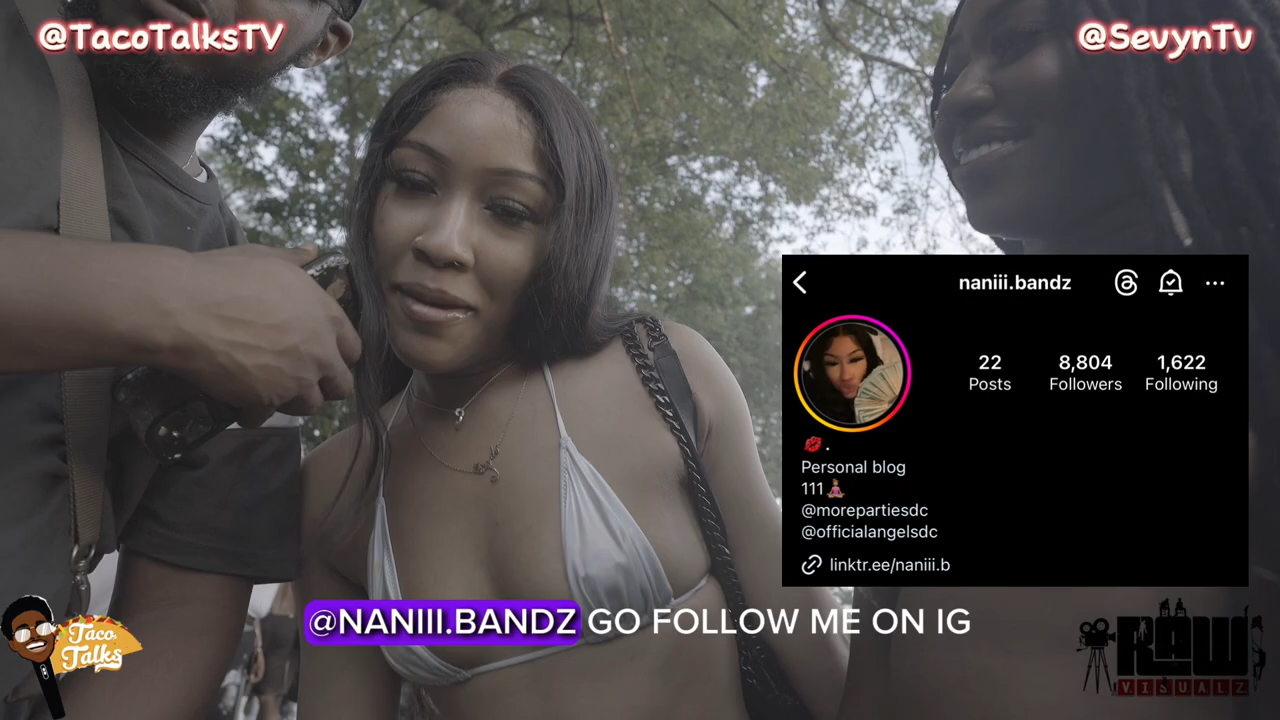 @TacoTalksTV
@SevynTv
naniii.bandz
22
8,804
1,622
Posts
Followers
Following
.
Personal blog
111
@morepartiesdc
@officialangelsdc
linktr.ee/naniii.b
@NANIII.BANDZ GO FOLLOW ME ON IG
Taco
Talks
RAW
VISUALZ